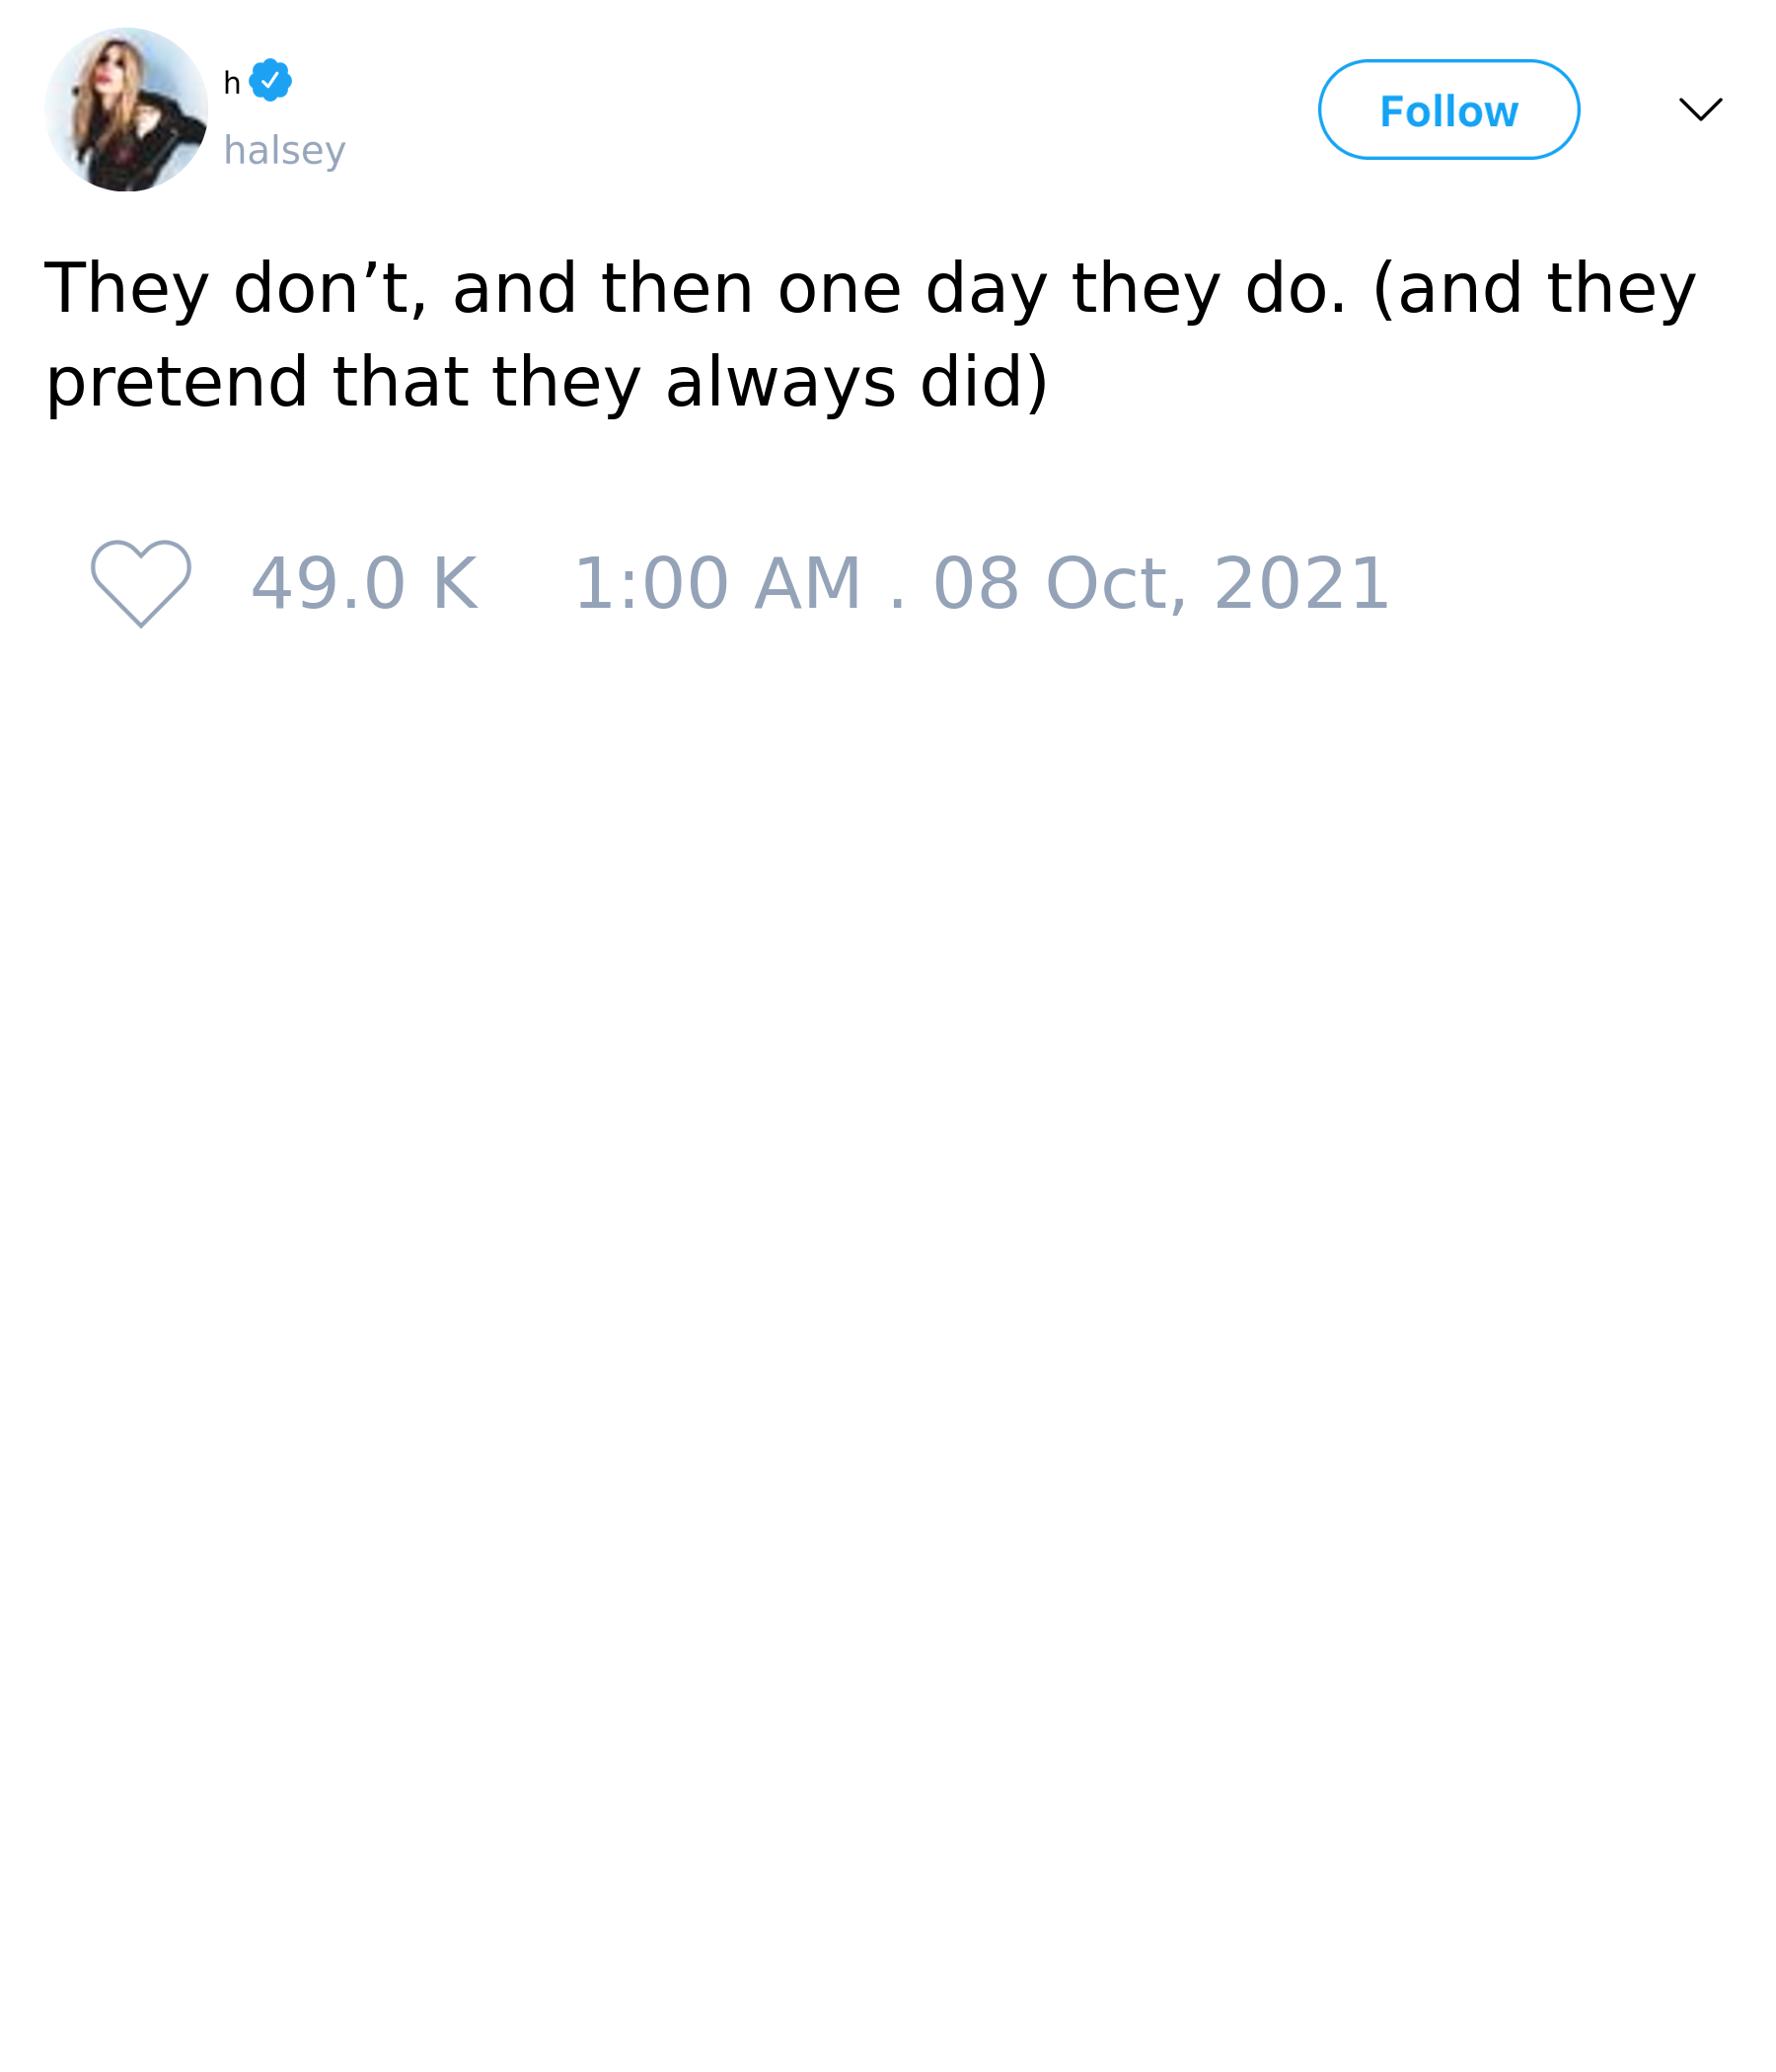 h
halsey
Follow
They don’t, and then one day they do. (and they
pretend that they always did)
49.0 K 1:00 AM . 08 Oct, 2021